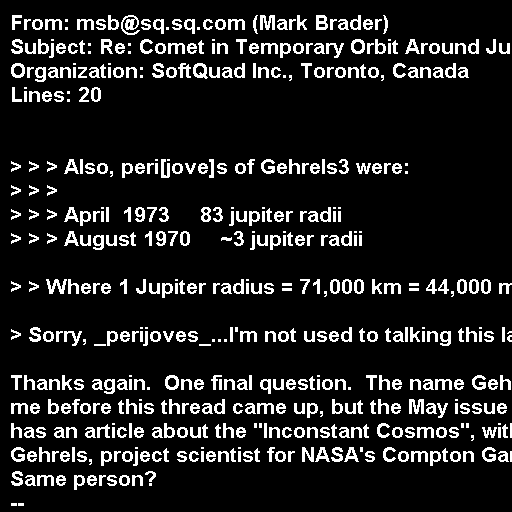 From: msb@sq.sq.com (Mark Brader)
Subject: Re: Comet in Temporary Orbit Around Ju
Organization: SoftQuad Inc., Toronto, Canada
Lines: 20
> > > Also, peri[jove]s of Gehrels3 were:
> > >
> > > April  1973     83 jupiter radii
> > > August 1970     ~3 jupiter radii
> > Where 1 Jupiter radius = 71,000 km = 44,000 m
> Sorry, _perijoves_...I'm not used to talking this la
Thanks again.  One final question.  The name Geh
me before this thread came up, but the May issue
has an article about the "Inconstant Cosmos", wit
Gehrels, project scientist for NASA's Compton Ga
Same person?
--